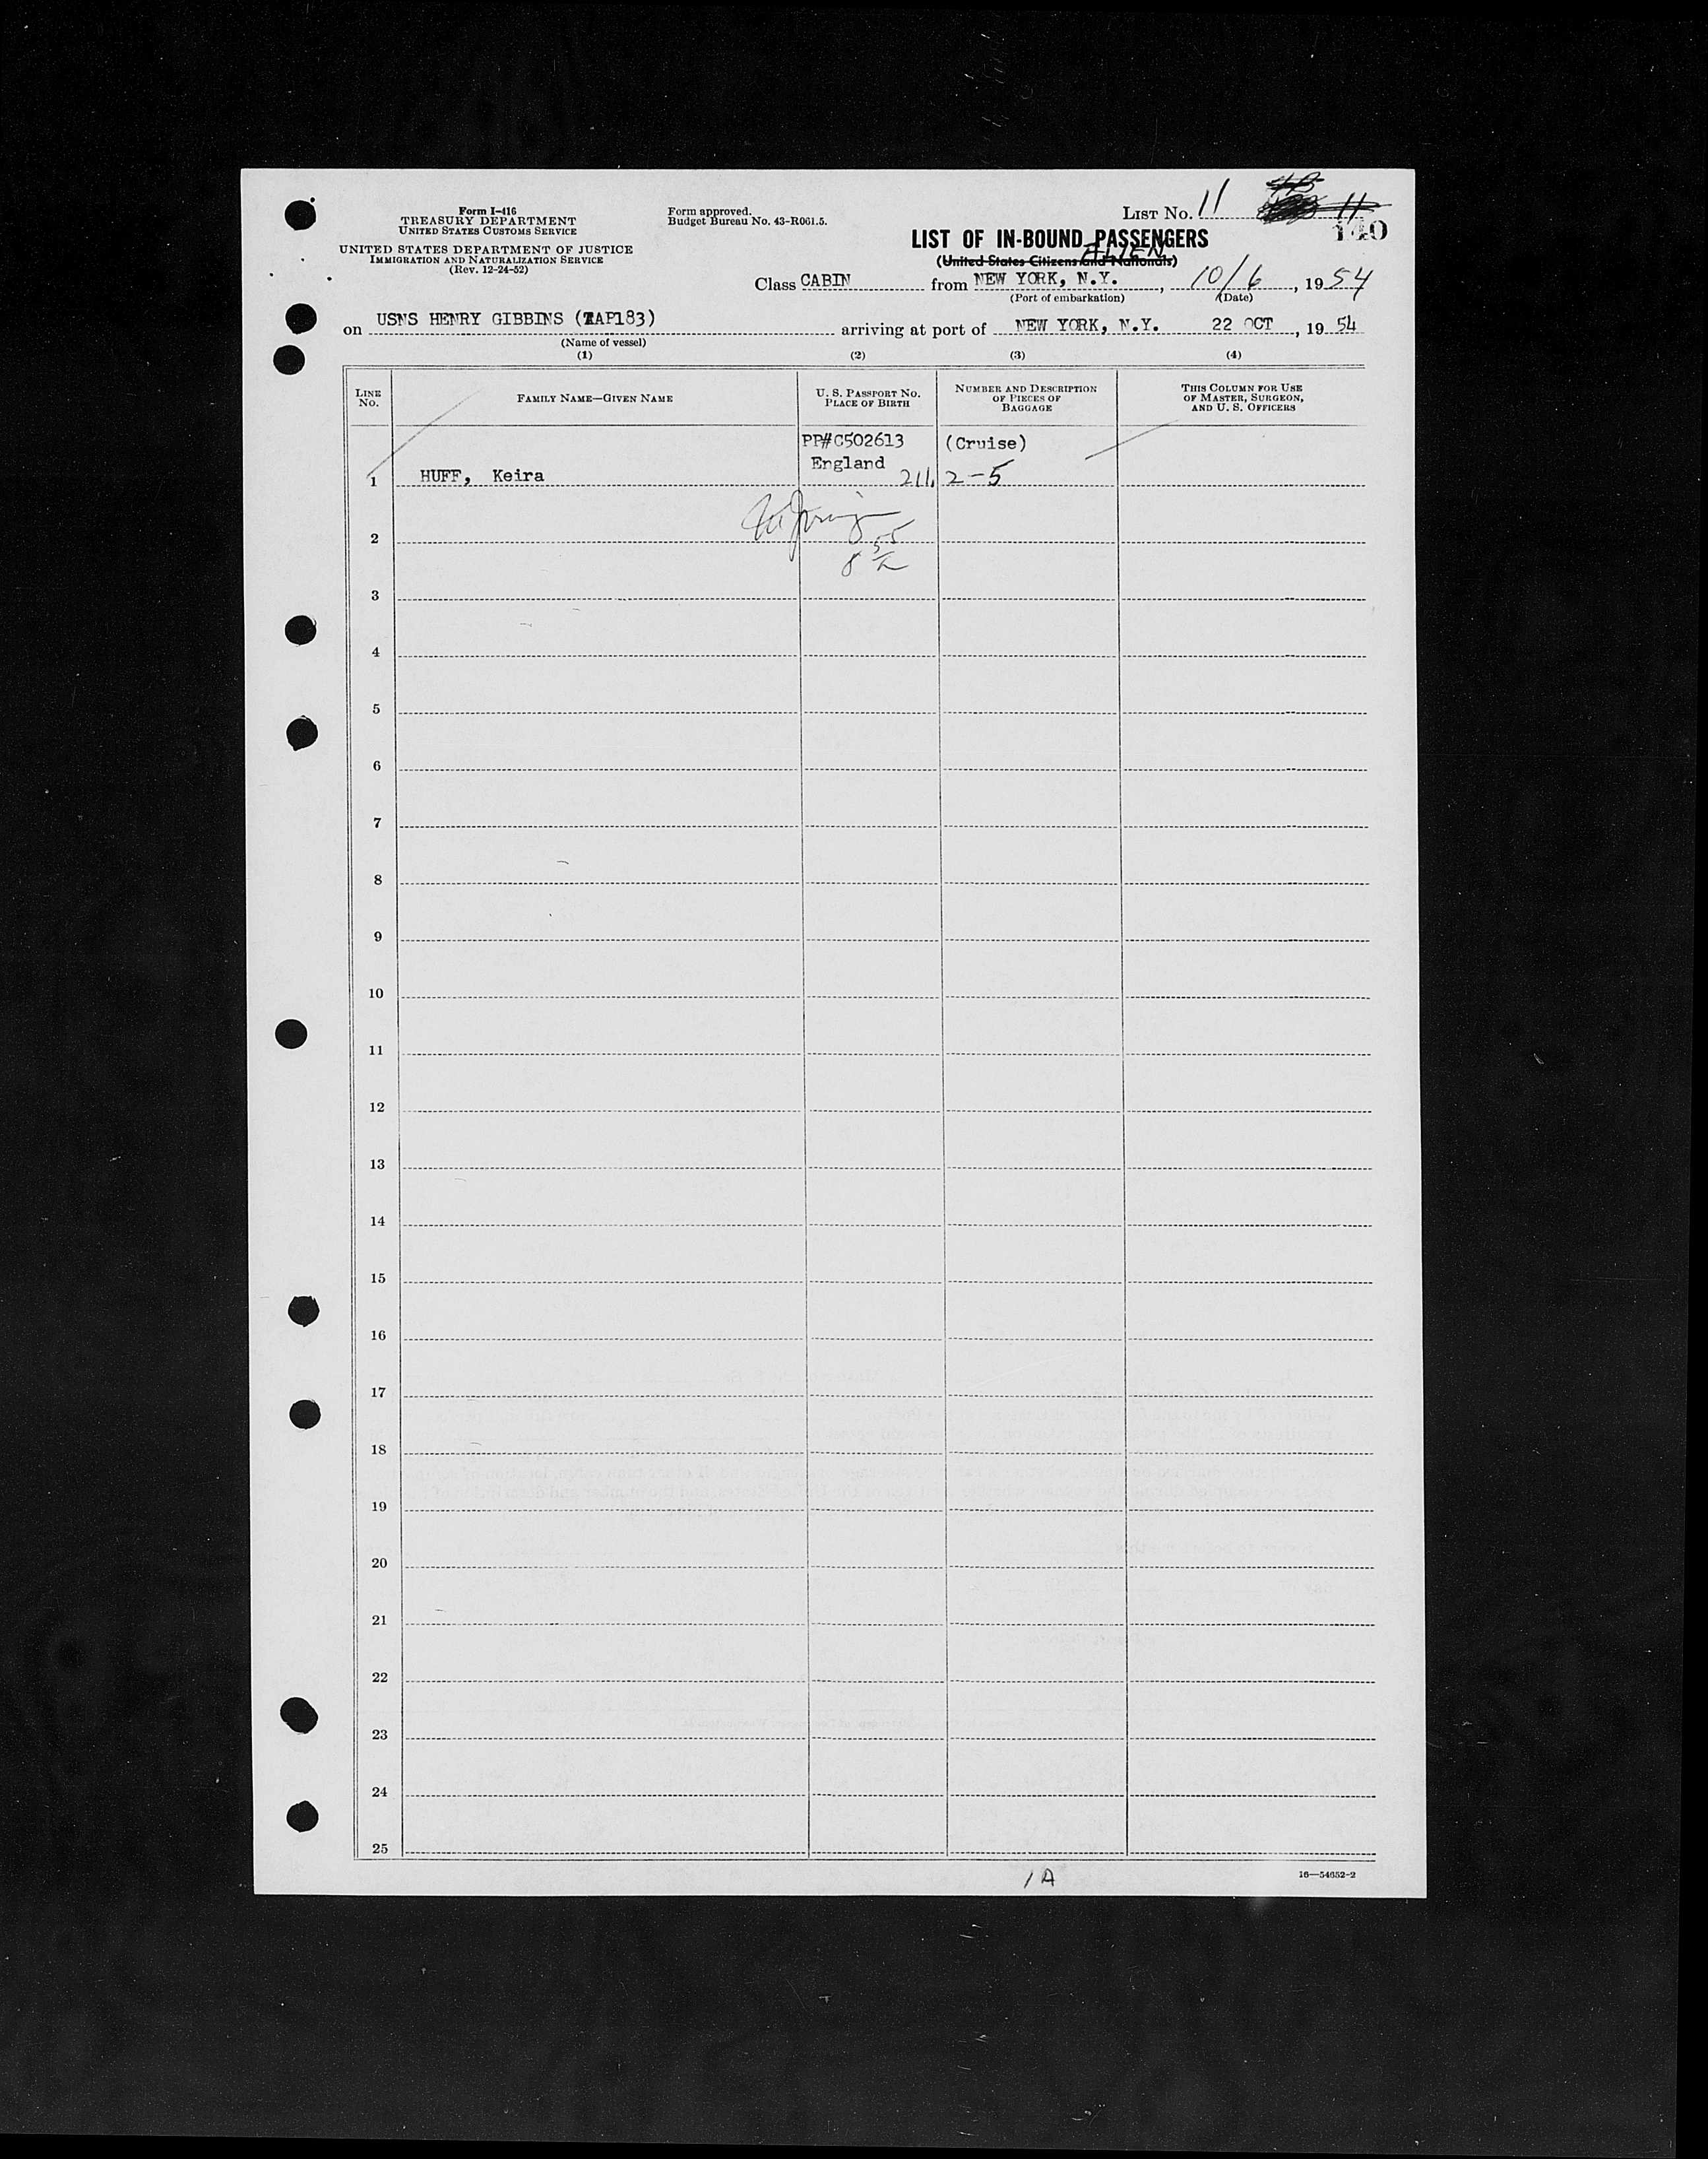 Form I-416
TREASURY DEPARTMENT
UNITED STATES CUSTOMS SERVICE
UNITED STATES DEPARTMENT OF JUSTICE
IMMIGRATION AND NATURALIZATION SERVICE
(Rev. 12-24-52)
Form approved.
Budget Bureau No. 43-R061.5.
LIST NO. 11
11
140
LIST OF IN-BOUND PASSENGERS
ALIEN
(United States Citizens and Nationals)
Class CABIN from NEW YORK, N.Y., 10/6, 1954
(Port of embarkation) (Date)
on USNS HENRY GIBBINS (TAP183) arriving at port of NEW YORK, N.Y. 22 OCT, 1954
(Name of vessel)
(1) (2) (3) (4)
LINE NO.
FAMILY NAME—GIVEN NAME
U. S. PASSPORT NO.
PLACE OF BIRTH
NUMBER AND DESCRIPTION
OF PIECES OF
BAGGAGE
THIS COLUMN FOR USE
OF MASTER, SURGEON,
AND U. S. OFFICERS
PP#C502613 (Cruise)
England
1 HUFF, Keira 211. 2-5
2
3
4
5
6
7
8
9
10
11
12
13
14
15
16
17
18
19
20
21
22
23
24
25
1A
16—54652-2